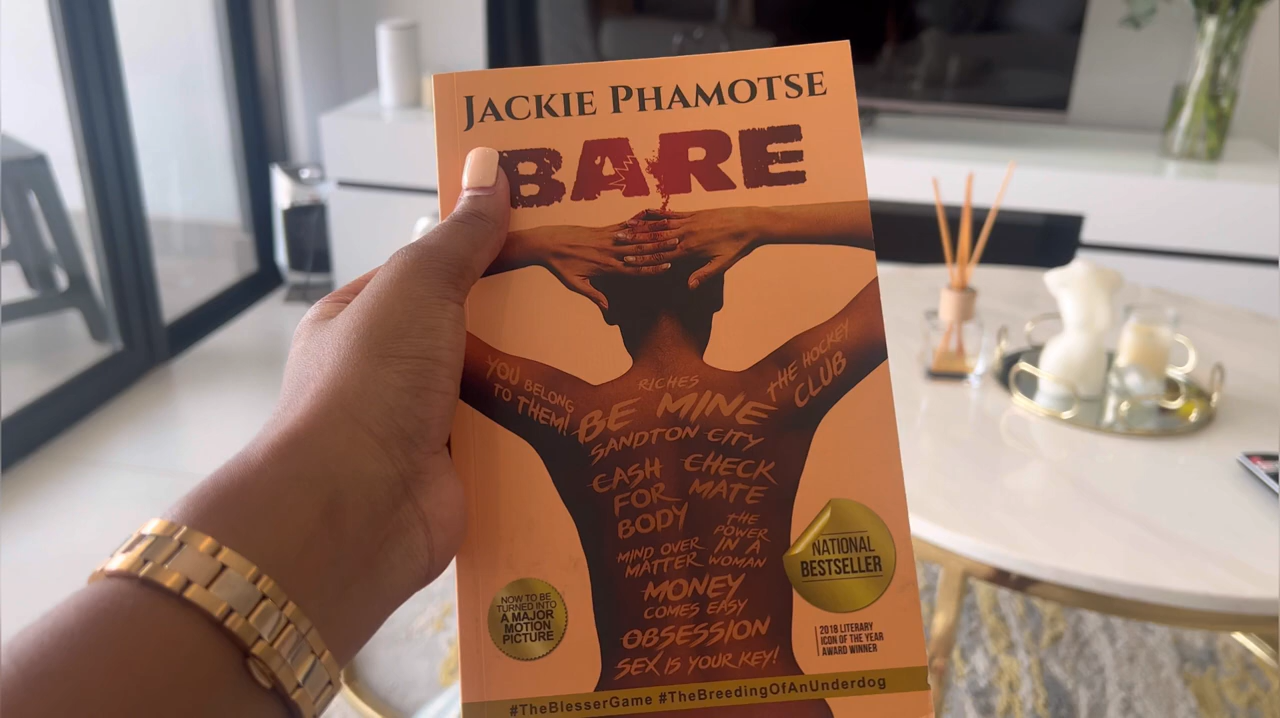 JACKIE PHAMOTSE
BARE
YOU BELONG
TO THEM!
RICHES
BE MINE
THE HOCKEY
CLUB
SANDTON CITY
CASH
FOR
BODY
CHECK
MATE
THE
POWER
IN A
WOMAN
MIND OVER
MATTER
MONEY
COMES EASY
OBSESSION
SEX IS YOUR KEY!
NATIONAL
BESTSELLER
NOW TO BE
TURNED INTO
A MAJOR
MOTION
PICTURE
2018 LITERARY
ICON OF THE YEAR
AWARD WINNER
#TheBlesserGame #TheBreedingOfAnUnderdog